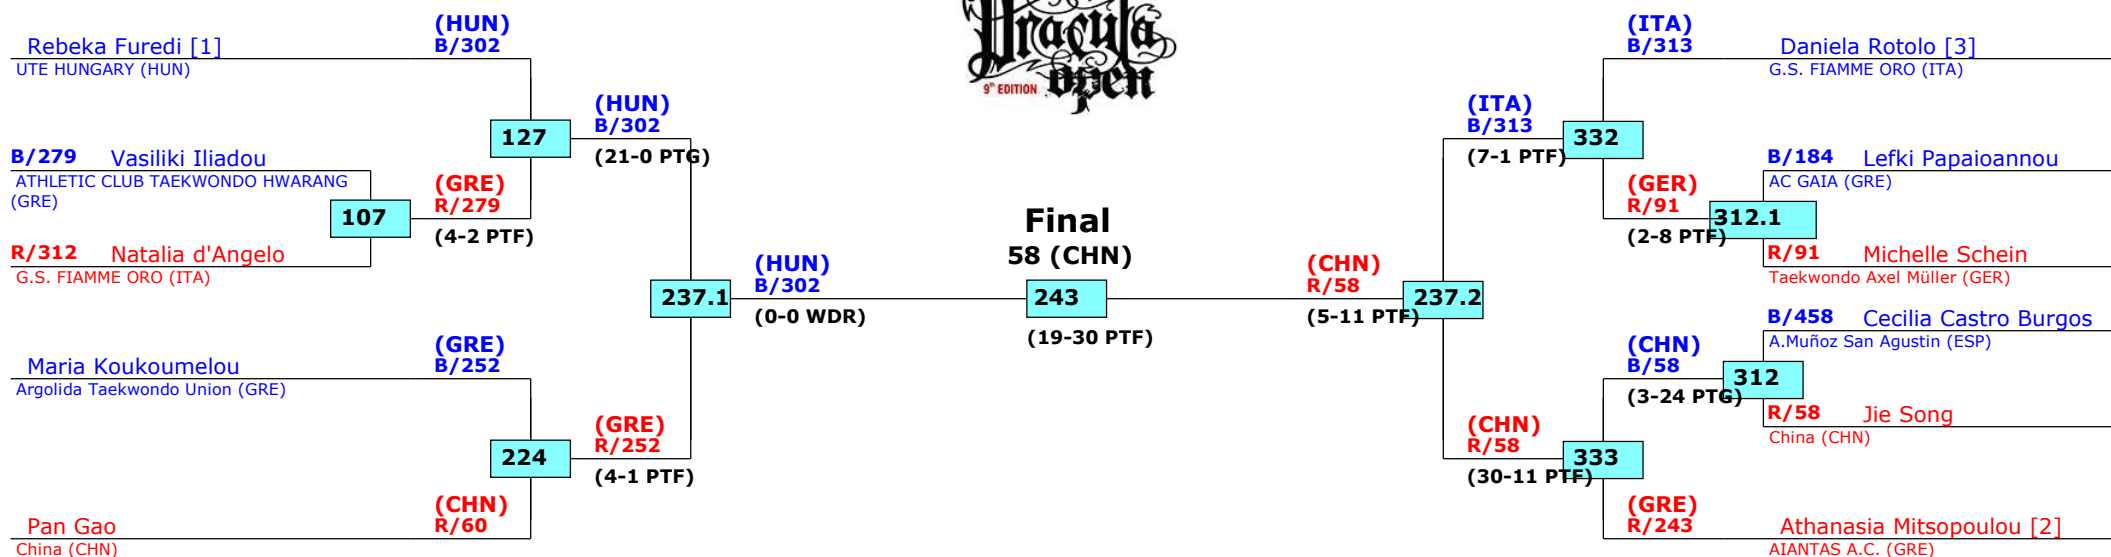 Dracula
open
9th EDITION
(HUN)
B/302
Rebeka Furedi [1]
UTE HUNGARY (HUN)
127
(HUN)
B/302
(21-0 PTG)
B/279 Vasiliki Iliadou
ATHLETIC CLUB TAEKWONDO HWARANG
(GRE)
107
(GRE)
R/279
(4-2 PTF)
R/312 Natalia d'Angelo
G.S. FIAMME ORO (ITA)
237.1
(HUN)
B/302
(0-0 WDR)
Maria Koukoumelou
Argolida Taekwondo Union (GRE)
(GRE)
B/252
224
(GRE)
R/252
(4-1 PTF)
(CHN)
R/60
Pan Gao
China (CHN)
Final
58 (CHN)
243
(19-30 PTF)
(CHN)
R/58
(5-11 PTF)
237.2
(ITA)
B/313
(7-1 PTF)
332
(ITA)
B/313
Daniela Rotolo [3]
G.S. FIAMME ORO (ITA)
(GER)
R/91
(2-8 PTF)
312.1
B/184 Lefki Papaioannou
AC GAIA (GRE)
R/91 Michelle Schein
Taekwondo Axel Müller (GER)
B/458 Cecilia Castro Burgos
A.Muñoz San Agustin (ESP)
(CHN)
B/58
(3-24 PTG)
312
R/58 Jie Song
China (CHN)
(CHN)
R/58
(30-11 PTF)
333
(GRE)
R/243
Athanasia Mitsopoulou [2]
AIANTAS A.C. (GRE)